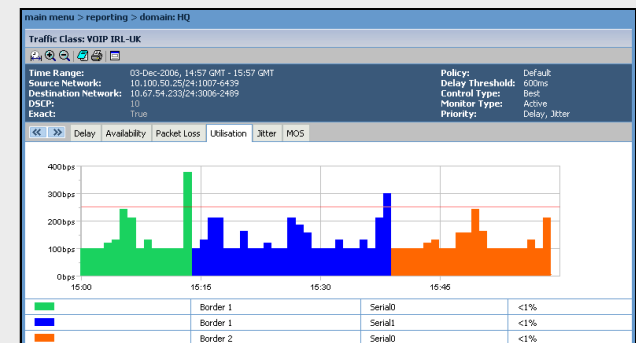 main menu > reporting > domain: HQ
Traffic Class: VOIP IRL-UK
Time Range: 03-Dec-2006, 14:57 GMT - 15:57 GMT Policy: Default
Source Network: 10.100.50.25/24:1007-6439 Delay Threshold: 600ms
Destination Network: 10.67.54.233/24:3006-2489 Control Type: Best
DSCP: 10 Monitor Type: Active
Exact: True Priority: Delay, Jitter
Delay Availability Packet Loss Utilisation Jitter MOS
400bps
300bps
200bps
100bps
0bps
15:00 15:15 15:30 15:45
Border 1 Serial0 <1%
Border 1 Serial1 <1%
Border 2 Serial0 <1%